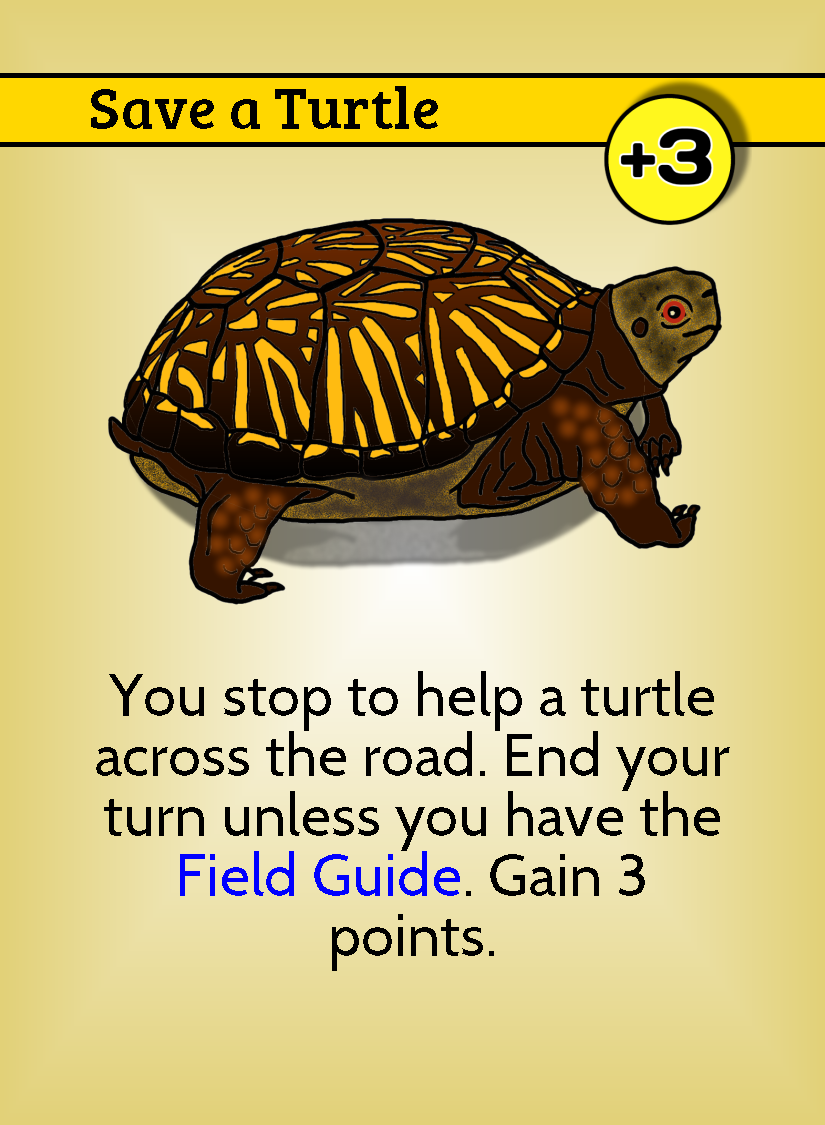 Save a Turtle
+3
You stop to help a turtle
across the road. End your
turn unless you have the
Field Guide. Gain 3
points.